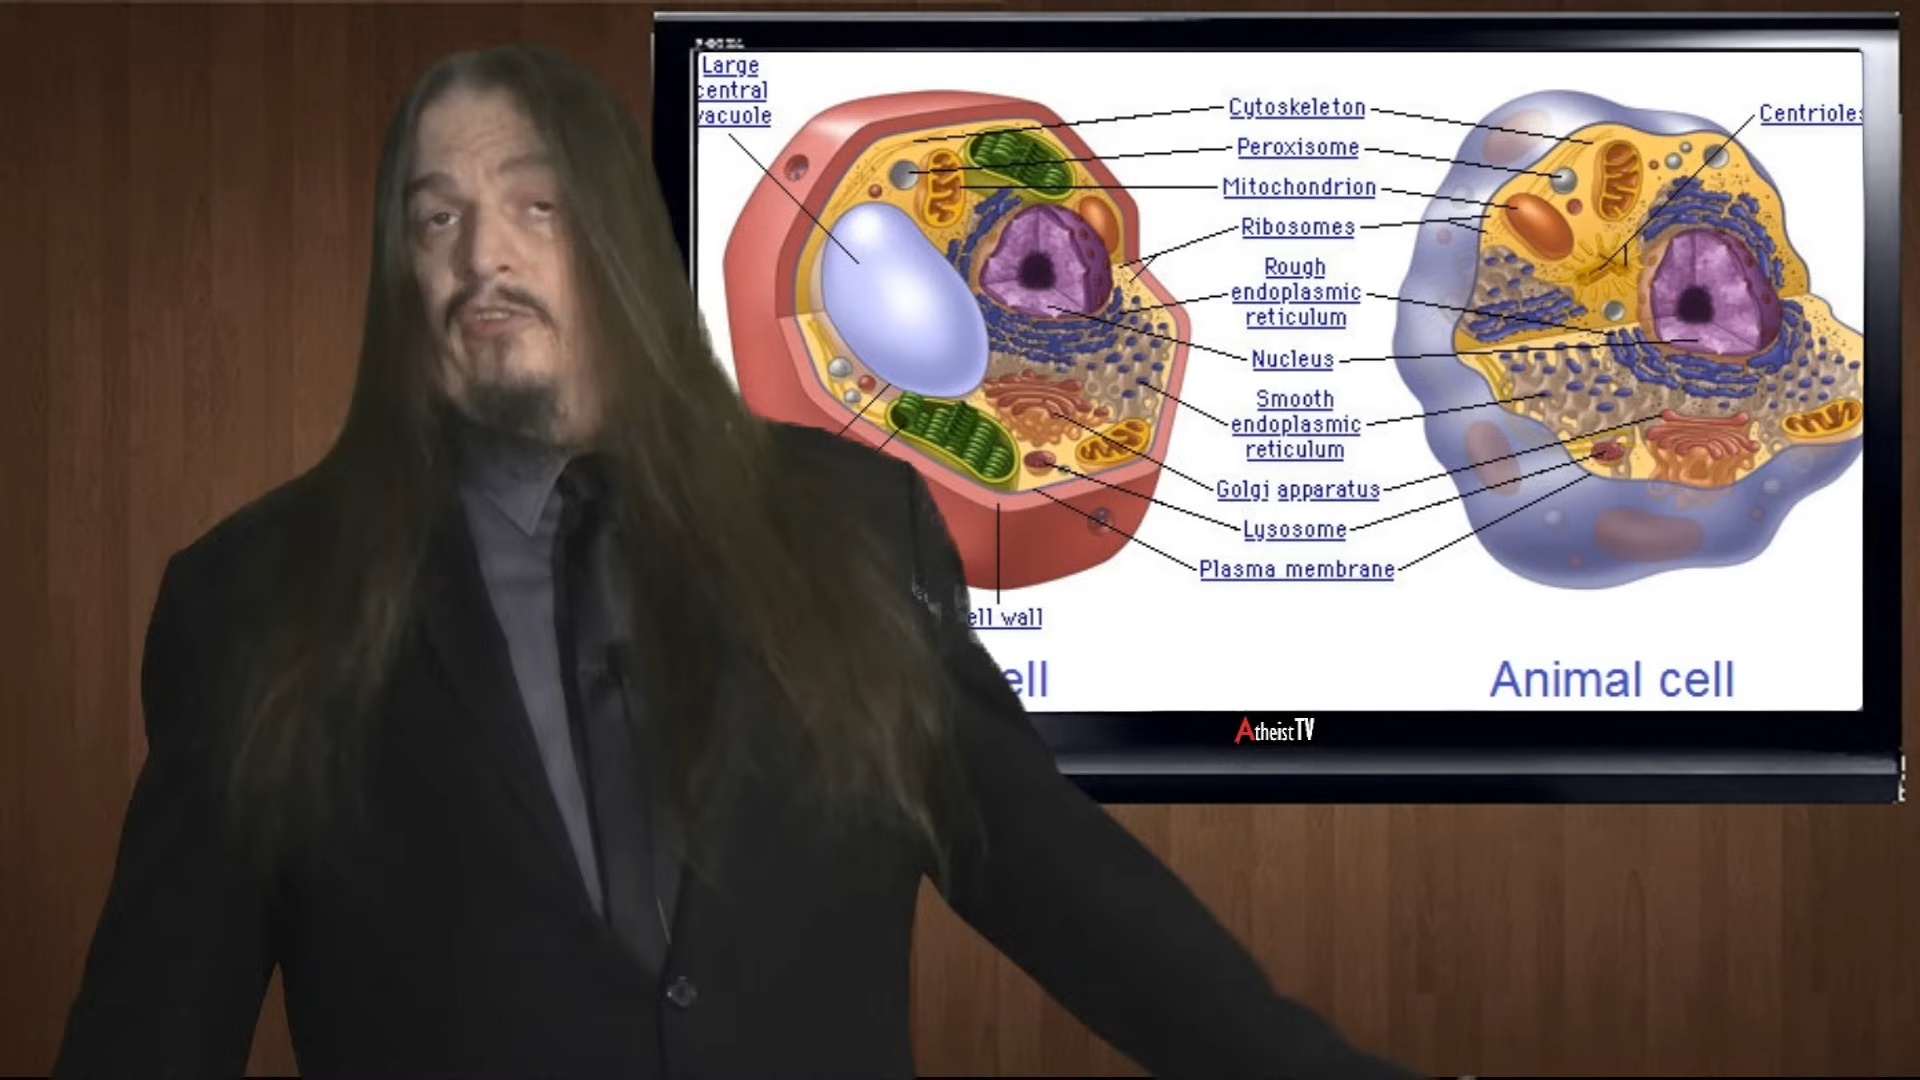 Large
central
vacuole
Cytoskeleton
Peroxisome
Mitochondrion
Ribosomes
Rough
endoplasmic
reticulum
Nucleus
Smooth
endoplasmic
reticulum
Golgi apparatus
Lysosome
Plasma membrane
Centrioles
ell wall
ell
Animal cell
AtheistTV